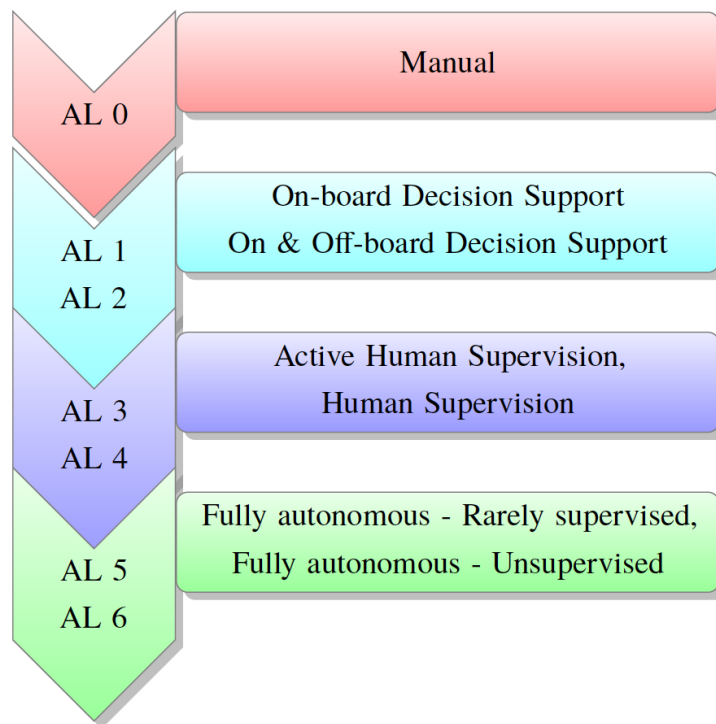 AL 0
Manual
AL 1
On-board Decision Support
AL 2
On & Off-board Decision Support
AL 3
Active Human Supervision,
AL 4
Human Supervision
AL 5
Fully autonomous - Rarely supervised,
AL 6
Fully autonomous - Unsupervised